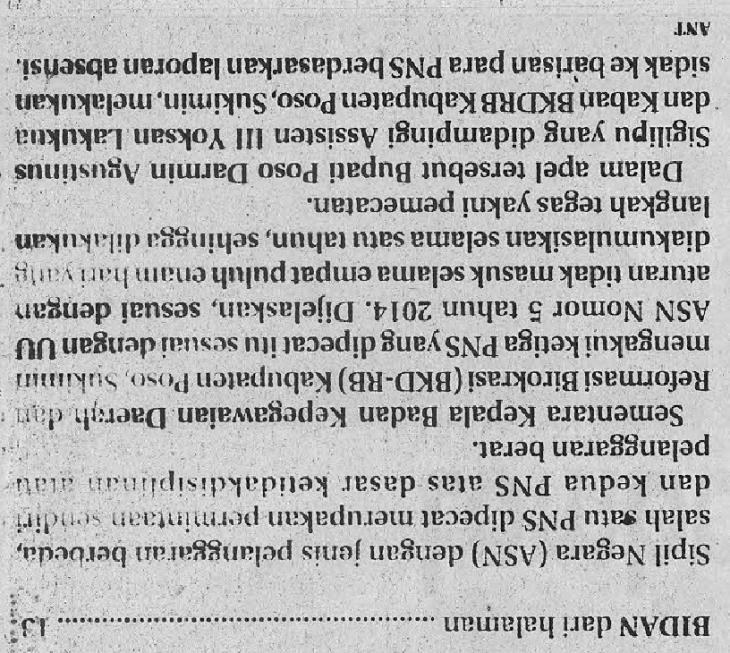 BIDAN dari halaman ........................................................ 13
Sipil Negara (ASN) dengan jenis pelanggaran berbeda,
salah satu PNS dipecat merupakan permintaan sendiri
dan kedua PNS atas dasar ketidakdisiplinan atau
pelanggaran berat.
Sementara Kepala Badan Kepegawaian Daerah dan
Reformasi Birokrasi (BKD-RB) Kabupaten Poso, Sukimin
mengakui ketiga PNS yang dipecat itu sesuai dengan UU
ASN Nomor 5 tahun 2014. Dijelaskan, sesuai dengan
aturan tidak masuk selama empat puluh enam hari yang
diakumulasikan selama satu tahun, sehingga dilakukan
langkah tegas yakni pemecatan.
Dalam apel tersebut Bupati Poso Darmin Agustinus
Sigilipu yang didampingi Assisten III Yoksan Lakukua
dan Kaban BKDRB Kabupaten Poso, Sukimin, melakukan
sidak ke barisan para PNS berdasarkan laporan absensi.
ANT